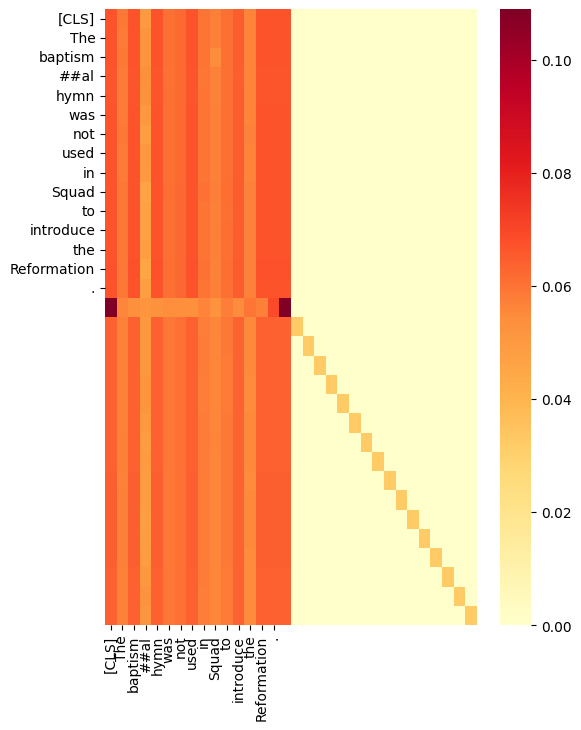 [CLS]
The
baptism
##al
hymn
was
not
used
in
Squad
to
introduce
the
Reformation
.
0.10
0.08
0.06
0.04
0.02
0.00
[CLS]
The
baptism
##al
hymn
was
not
used
in
Squad
to
introduce
the
Reformation
.